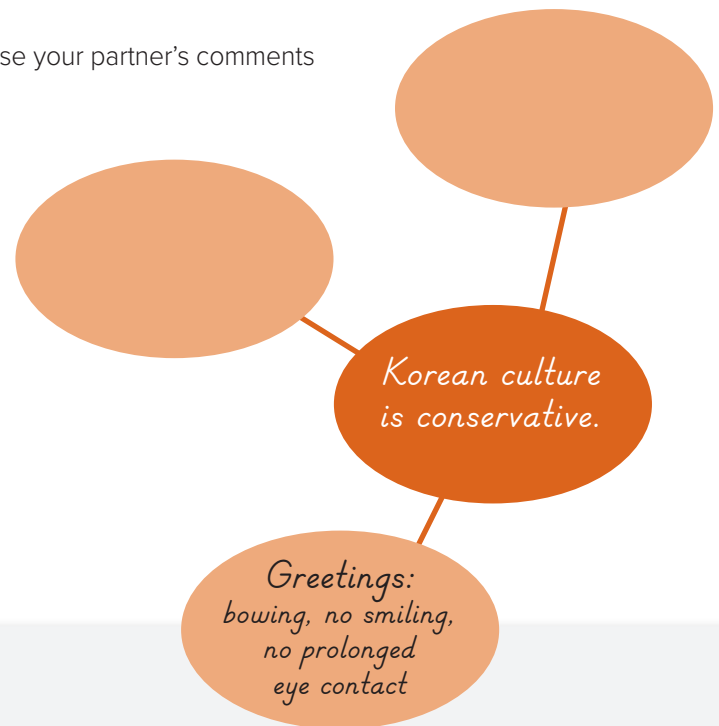 se your partner's comments
Korean culture
is conservative.
Greetings:
bowing, no smiling,
no prolonged
eye contact